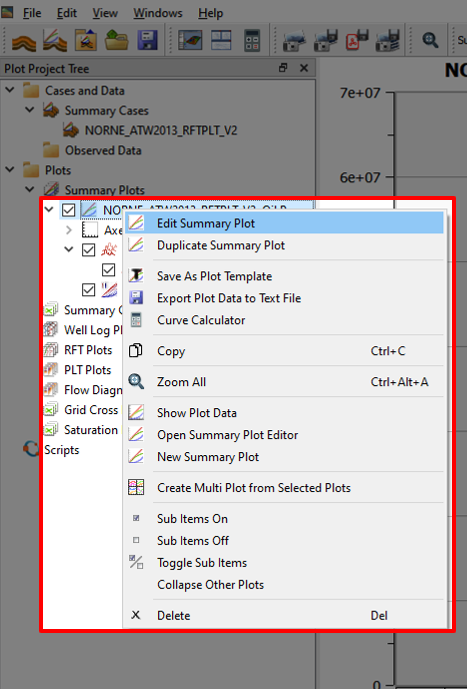 File Edit View Windows Help
Su
Plot Project Tree
NO
Cases and Data
7e+07
Summary Cases
NORNE_ATW2013_RFTPLT_V2
Observed Data
Plots
6e+07
Summary Plots
NORNE_ATW2013_RFTPLT_V2, Oil P
Axe
Summary C
Well Log Pl
RFT Plots
PLT Plots
Flow Diagn
Grid Cross
Saturation
Scripts
Edit Summary Plot
Duplicate Summary Plot
Save As Plot Template
Export Plot Data to Text File
Curve Calculator
Copy Ctrl+C
Zoom All Ctrl+Alt+A
Show Plot Data
Open Summary Plot Editor
New Summary Plot
Create Multi Plot from Selected Plots
Sub Items On
Sub Items Off
Toggle Sub Items
Collapse Other Plots
Delete Del
0